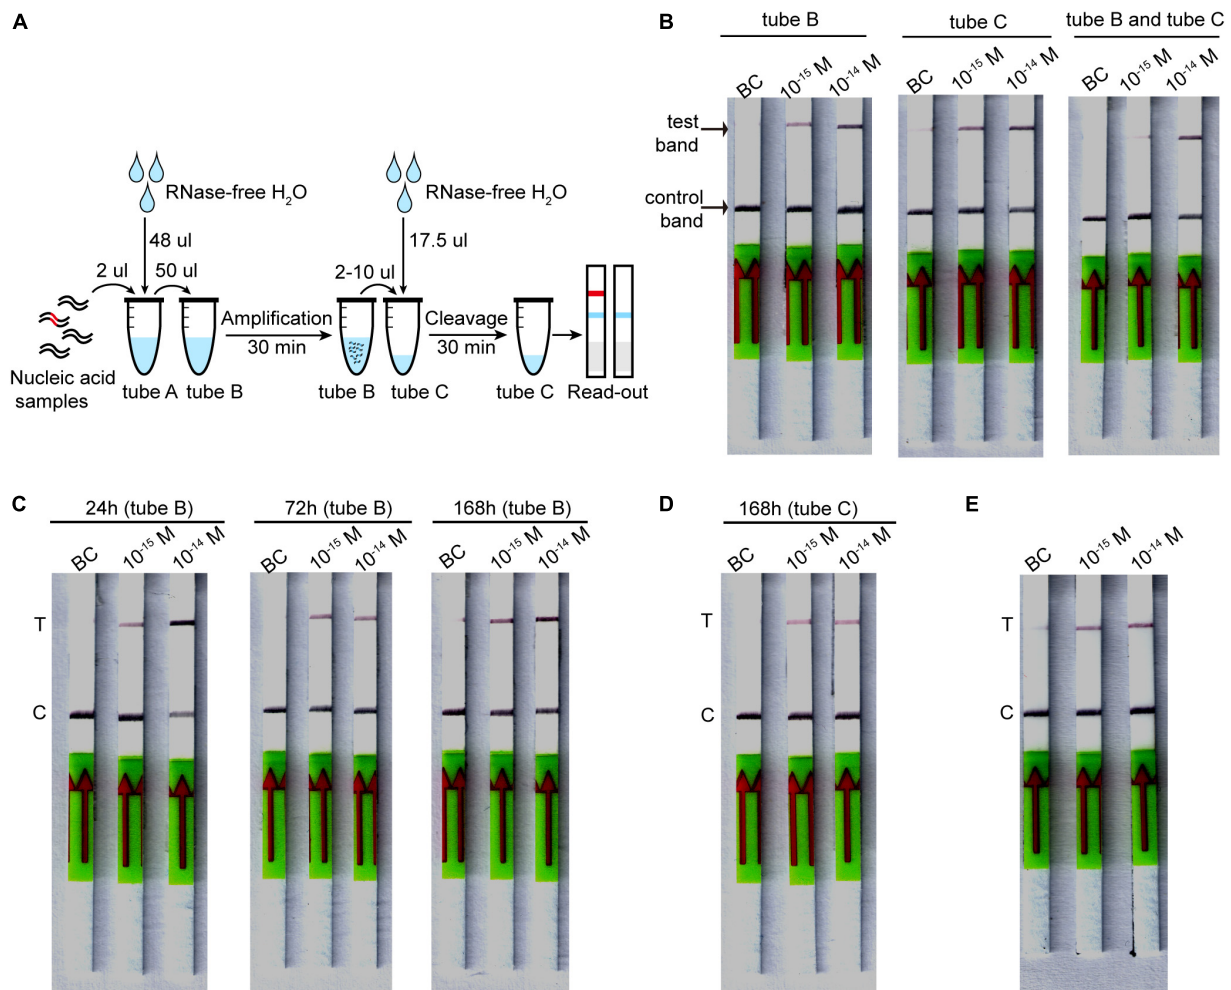 A
RNase-free H₂O
RNase-free H₂O
48 ul
17.5 ul
2 ul
50 ul
2-10 ul
Amplification
30 min
Cleavage
30 min
Nucleic acid
samples
tube A
tube B
tube B
tube C
tube C
Read-out
B
tube B
tube C
tube B and tube C
BC
10⁻¹⁵ M
10⁻¹⁴ M
BC
10⁻¹⁵ M
10⁻¹⁴ M
BC
10⁻¹⁵ M
10⁻¹⁴ M
test
band
control
band
C
24h (tube B)
72h (tube B)
168h (tube B)
BC
10⁻¹⁵ M
10⁻¹⁴ M
BC
10⁻¹⁵ M
10⁻¹⁴ M
BC
10⁻¹⁵ M
10⁻¹⁴ M
T
C
D
168h (tube C)
BC
10⁻¹⁵ M
10⁻¹⁴ M
T
C
E
BC
10⁻¹⁵ M
10⁻¹⁴ M
T
C